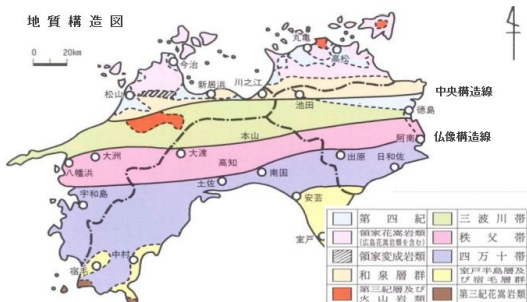 地質構造図
0 20km
丸亀
高松
今治
新居浜
川之江
松山
池田
中央構造線
徳島
本山
阿南
仏像構造線
大洲
大渡
高知
出原
日和佐
八幡浜
南国
土佐
宇和島
安芸
室戸
中村
宿毛
第四紀
三波川帯
領家花崗岩類
(広島花崗岩類を含む)
秩父帯
領家変成岩類
四万十帯
和泉層群
室戸半島層及び宿毛層群
第三紀層及び火山岩類
第三紀花崗岩類